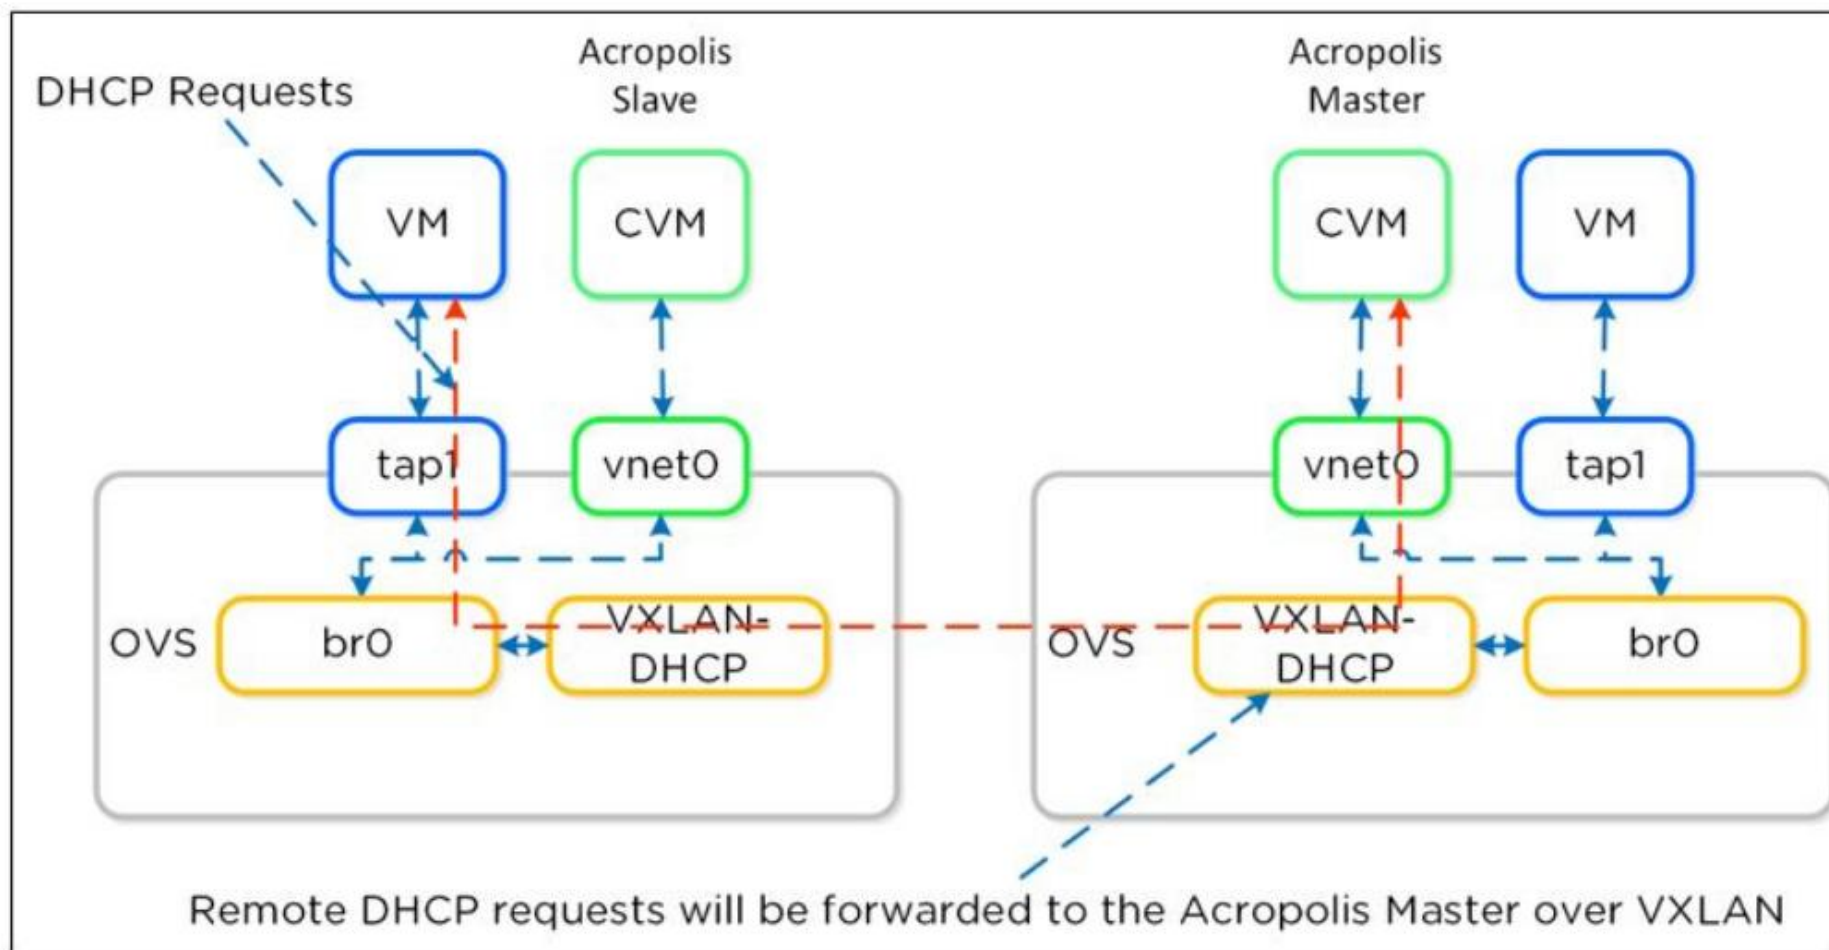 Acropolis
Slave
Acropolis
Master
DHCP Requests
VM
CVM
CVM
VM
tap1
vnet0
vnet0
tap1
OVS
br0
VXLAN-
DHCP
OVS
VXLAN-
DHCP
br0
Remote DHCP requests will be forwarded to the Acropolis Master over VXLAN